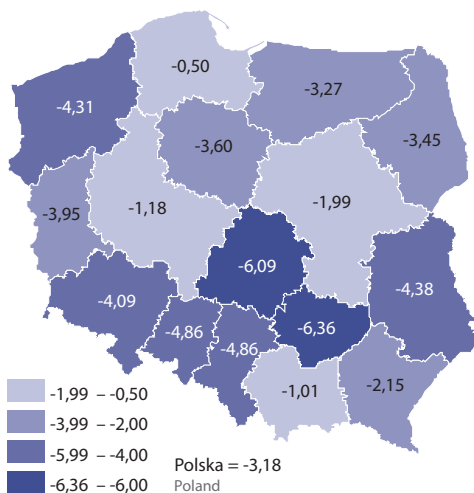 -0,50
-4,31
-3,27
-3,45
-3,60
-1,18
-1,99
-3,95
-6,09
-4,09
-4,38
-6,36
-4,86
-4,86
-1,01
-2,15
-1,99 – -0,50
-3,99 – -2,00
-5,99 – -4,00
-6,36 – -6,00
Polska = -3,18
Poland